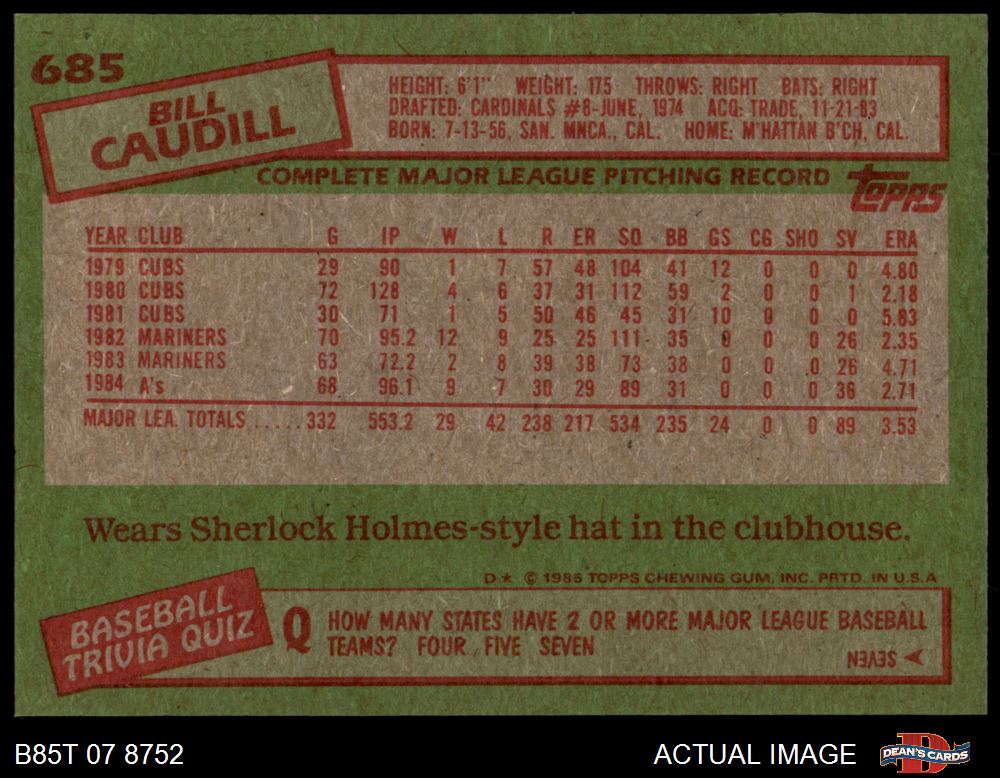 685
BILL
CAUDILL
HEIGHT: 6'1" WEIGHT: 175 THROWS: RIGHT BATS: RIGHT
DRAFTED: CARDINALS #8-JUNE, 1974 ACQ: TRADE, 11-21-83
BORN: 7-13-56, SAN. MNCA., CAL. HOME: M'HATTAN B'CH, CAL.
COMPLETE MAJOR LEAGUE PITCHING RECORD
TOPPS
YEAR CLUB G IP W L R ER SO BB GS CG SHO SV ERA
1979 CUBS 29 90 1 7 57 48 104 41 12 0 0 0 4.80
1980 CUBS 72 128 4 6 37 31 112 59 2 0 0 1 2.18
1981 CUBS 30 71 1 5 50 46 45 31 10 0 0 0 5.83
1982 MARINERS 70 95.2 12 9 25 25 111 35 0 0 0 26 2.35
1983 MARINERS 63 72.2 2 8 39 38 73 38 0 0 0 26 4.71
1984 A's 68 96.1 9 7 30 29 89 31 0 0 0 36 2.71
MAJOR LEA. TOTALS ..... 332 553.2 29 42 238 217 534 235 24 0 0 89 3.53
Wears Sherlock Holmes-style hat in the clubhouse.
D★ © 1985 TOPPS CHEWING GUM, INC. PRTD. IN U.S.A
BASEBALL
TRIVIA QUIZ
Q HOW MANY STATES HAVE 2 OR MORE MAJOR LEAGUE BASEBALL
TEAMS? FOUR FIVE SEVEN
SEVEN
B85T 07 8752
ACTUAL IMAGE
D
DEAN'S CARDS